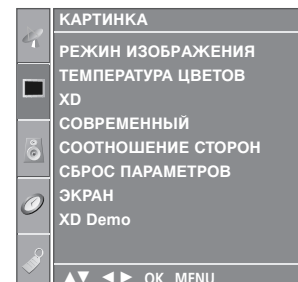 КАРТИНКА
РЕЖИН ИЗОБРАЖЕНИЯ
ТЕМПЕРАТУРА ЦВЕТОВ
XD
СОВРЕМЕННЫЙ
СООТНОШЕНИЕ СТОРОН
СБРОС ПАРАМЕТРОВ
ЭКРАН
XD Demo
▲▼ ◄► OK MENU